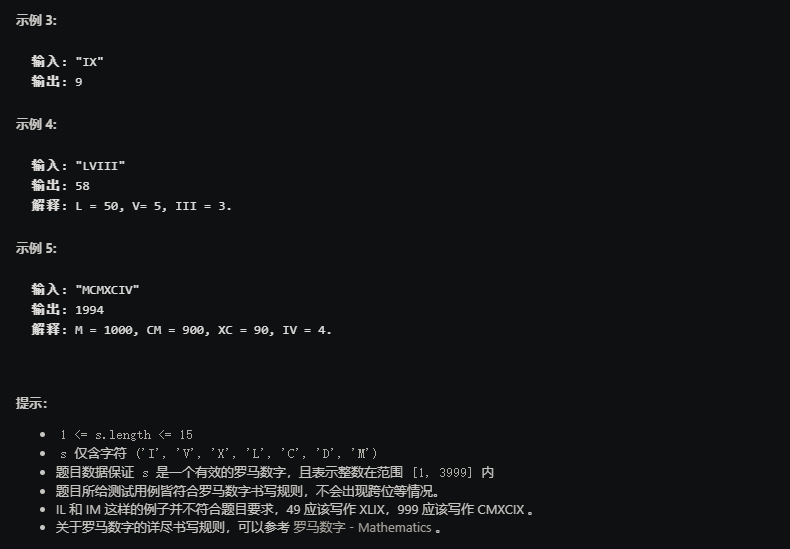 示例 3:
输入: "IX"
输出: 9
示例 4:
输入: "LVIII"
输出: 58
解释: L = 50, V= 5, III = 3.
示例 5:
输入: "MCMXCIV"
输出: 1994
解释: M = 1000, CM = 900, XC = 90, IV = 4.
提示:
1 <= s.length <= 15
s 仅含字符 ('I', 'V', 'X', 'L', 'C', 'D', 'M')
题目数据保证 s 是一个有效的罗马数字，且表示整数在范围 [1, 3999] 内
题目所给测试用例皆符合罗马数字书写规则，不会出现跨位等情况。
IL 和 IM 这样的例子并不符合题目要求，49 应该写作 XLIX，999 应该写作 CMXCIX 。
关于罗马数字的详尽书写规则，可以参考 罗马数字 - Mathematics 。